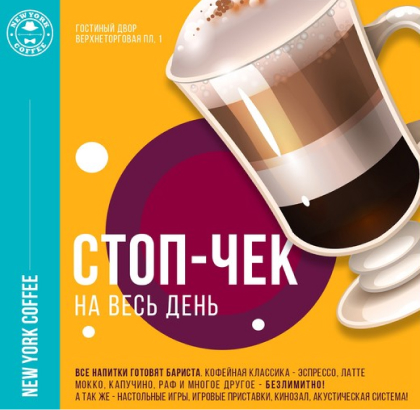 NEW YORK
COFFEE
ГОСТИНЫЙ ДВОР
ВЕРХНЕТОРГОВАЯ ПЛ. 1
СТОП-ЧЕК
НА ВЕСЬ ДЕНЬ
NEW YORK COFFEE
ВСЕ НАПИТКИ ГОТОВЯТ БАРИСТА. КОФЕЙНАЯ КЛАССИКА - ЭСПРЕССО, ЛАТТЕ
МОККО, КАПУЧИНО, РАФ И МНОГОЕ ДРУГОЕ - БЕЗЛИМИТНО!
А ТАК ЖЕ - НАСТОЛЬНЫЕ ИГРЫ, ИГРОВЫЕ ПРИСТАВКИ, КИНОЗАЛ, АКУСТИЧЕСКАЯ СИСТЕМА!